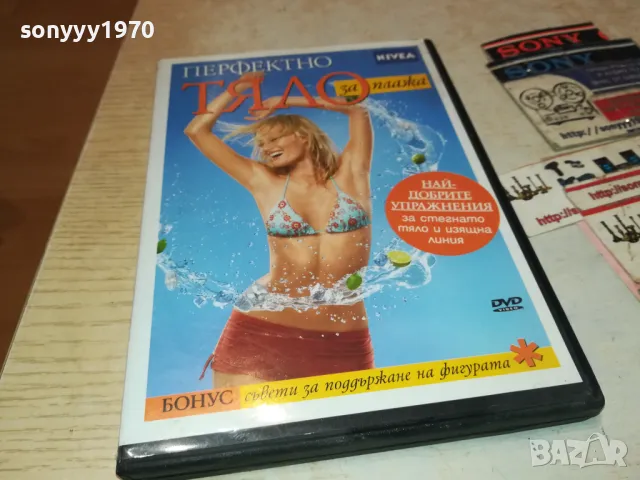 sonyyy1970
NIVEA
ПЕРФЕКТНО
ТЯЛО
за плажа
НАЙ-
ДОБРИТЕ
УПРАЖНЕНИЯ
за стегнато
тяло и изящна
линия
DVD
VIDEO
БОНУС съвети за поддържане на фигурата
SONY
SONY
BAZAR